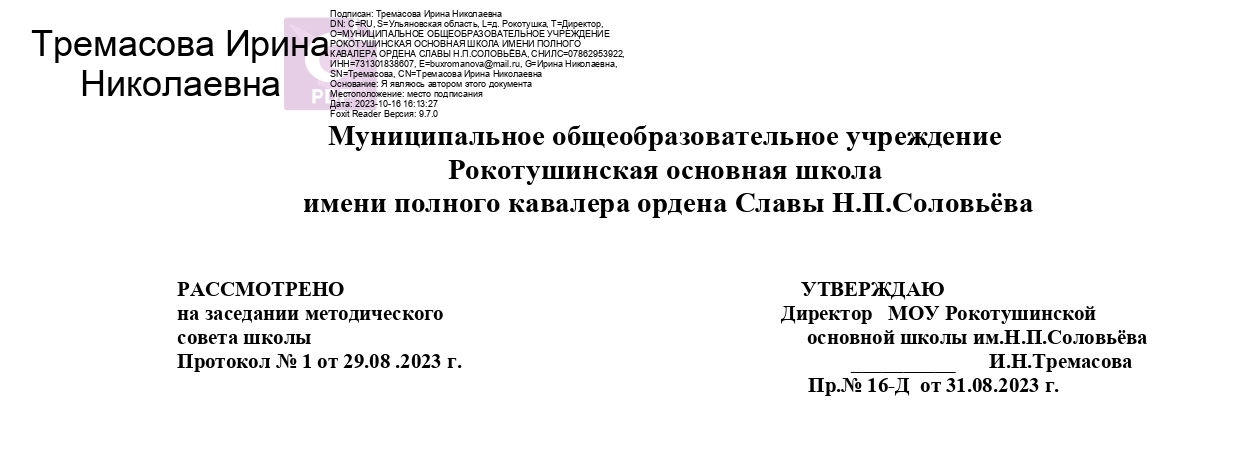 Тремасова Ирина
Николаевна
Подписан: Тремасова Ирина Николаевна
DN: C=RU, S=Ульяновская область, L=д. Рокотушка, T=Директор,
O=МУНИЦИПАЛЬНОЕ ОБЩЕОБРАЗОВАТЕЛЬНОЕ УЧРЕЖДЕНИЕ
РОКОТУШИНСКАЯ ОСНОВНАЯ ШКОЛА ИМЕНИ ПОЛНОГО
КАВАЛЕРА ОРДЕНА СЛАВЫ Н.П.СОЛОВЬЁВА, СНИЛС=07862953922,
ИНН=731301838607, E=buxromanova@mail.ru, G=Ирина Николаевна,
SN=Тремасова, CN=Тремасова Ирина Николаевна
Основание: Я являюсь автором этого документа
Местоположение: место подписания
Дата: 2023-10-16 16:13:27
Foxit Reader Версия: 9.7.0
Муниципальное общеобразовательное учреждение
Рокотушинская основная школа
имени полного кавалера ордена Славы Н.П.Соловьёва
РАССМОТРЕНО
на заседании методического
совета школы
Протокол № 1 от 29.08 .2023 г.
УТВЕРЖДАЮ
Директор МОУ Рокотушинской
основной школы им.Н.П.Соловьёва
__________ И.Н.Тремасова
Пр.№ 16-Д от 31.08.2023 г.